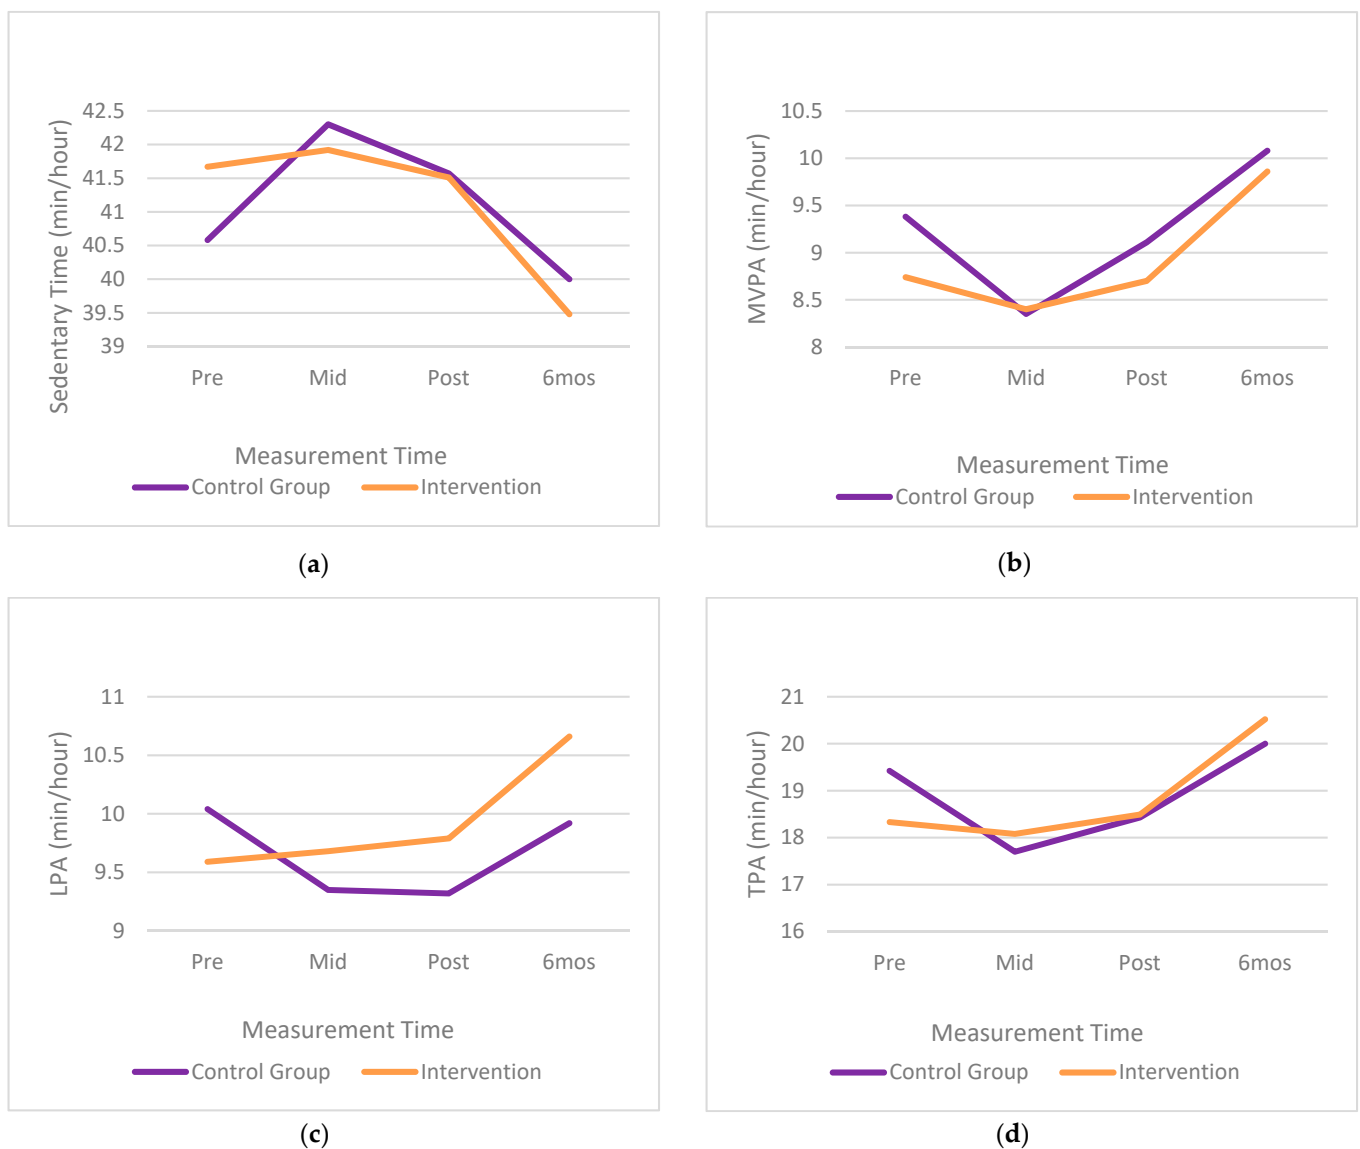 42.5
42
41.5
41
40.5
40
39.5
39
Sedentary Time (min/hour)
Pre Mid Post 6mos
Measurement Time
Control Group Intervention
(a)
10.5
10
9.5
9
8.5
8
MVPA (min/hour)
Pre Mid Post 6mos
Measurement Time
Control Group Intervention
(b)
11
10.5
10
9.5
9
LPA (min/hour)
Pre Mid Post 6mos
Measurement Time
Control Group Intervention
(c)
21
20
19
18
17
16
TPA (min/hour)
Pre Mid Post 6mos
Measurement Time
Control Group Intervention
(d)